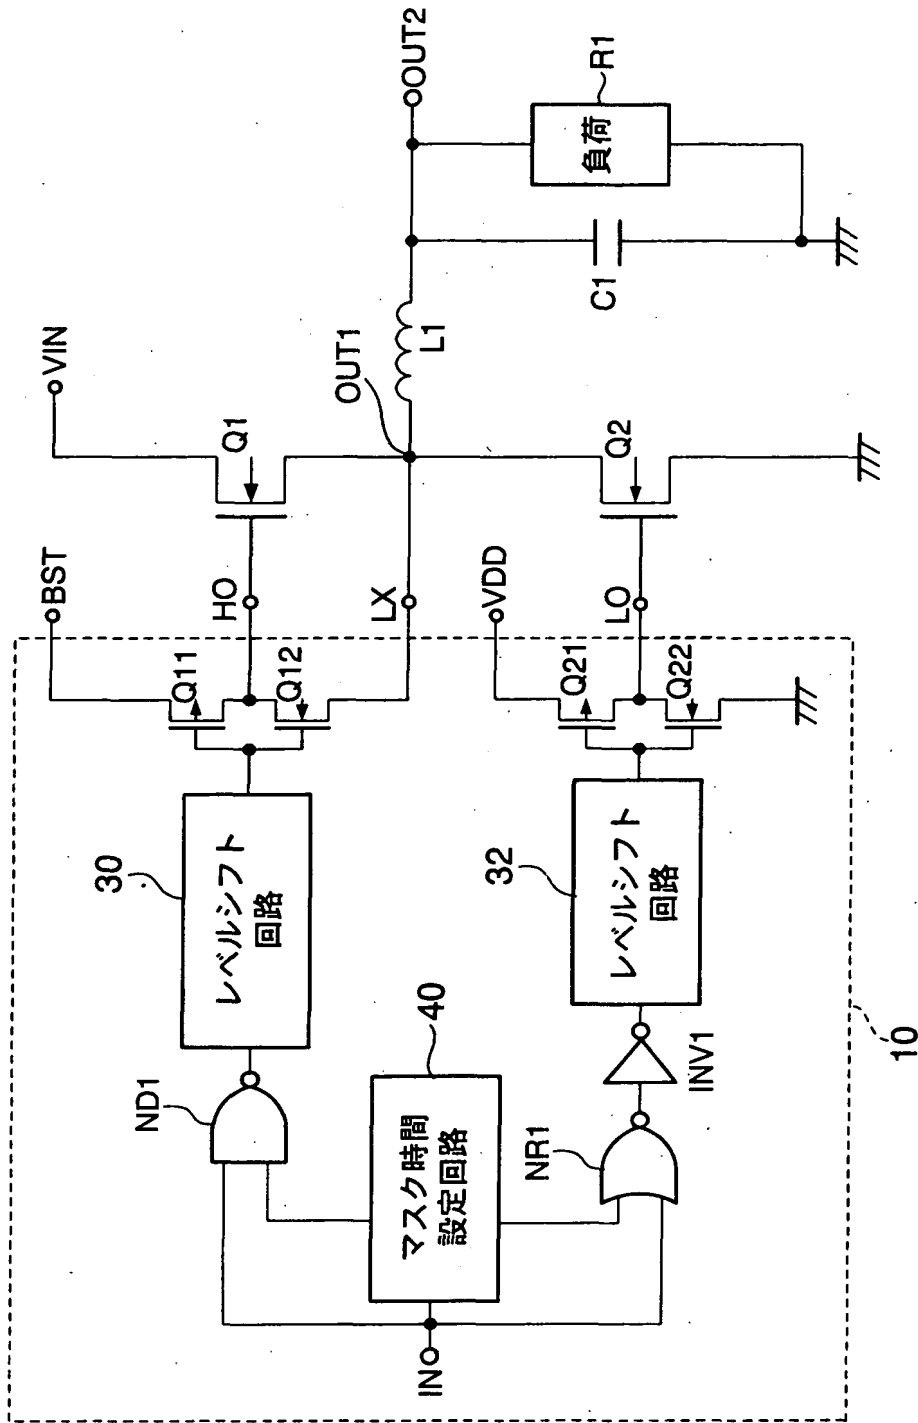 BST
VIN
ND1
30
レベルシフト
回路
Q11
Q12
HO
Q1
OUT1
OUT2
LX
L1
IN
マスク時間
設定回路
40
C1
負荷
R1
VDD
NR1
INV1
32
レベルシフト
回路
Q21
Q22
LO
Q2
10